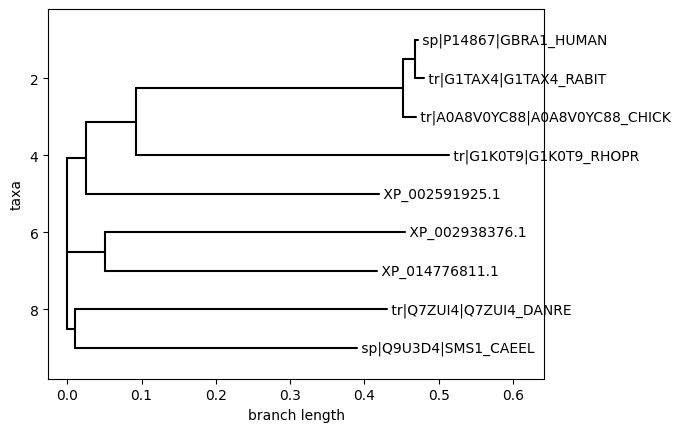 sp|P14867|GBRA1_HUMAN
2
tr|G1TAX4|G1TAX4_RABIT
tr|A0A8V0YC88|A0A8V0YC88_CHICK
4
tr|G1K0T9|G1K0T9_RHOPR
taxa
XP_002591925.1
6
XP_002938376.1
XP_014776811.1
8
tr|Q7ZUI4|Q7ZUI4_DANRE
sp|Q9U3D4|SMS1_CAEEL
0.0 0.1 0.2 0.3 0.4 0.5 0.6
branch length